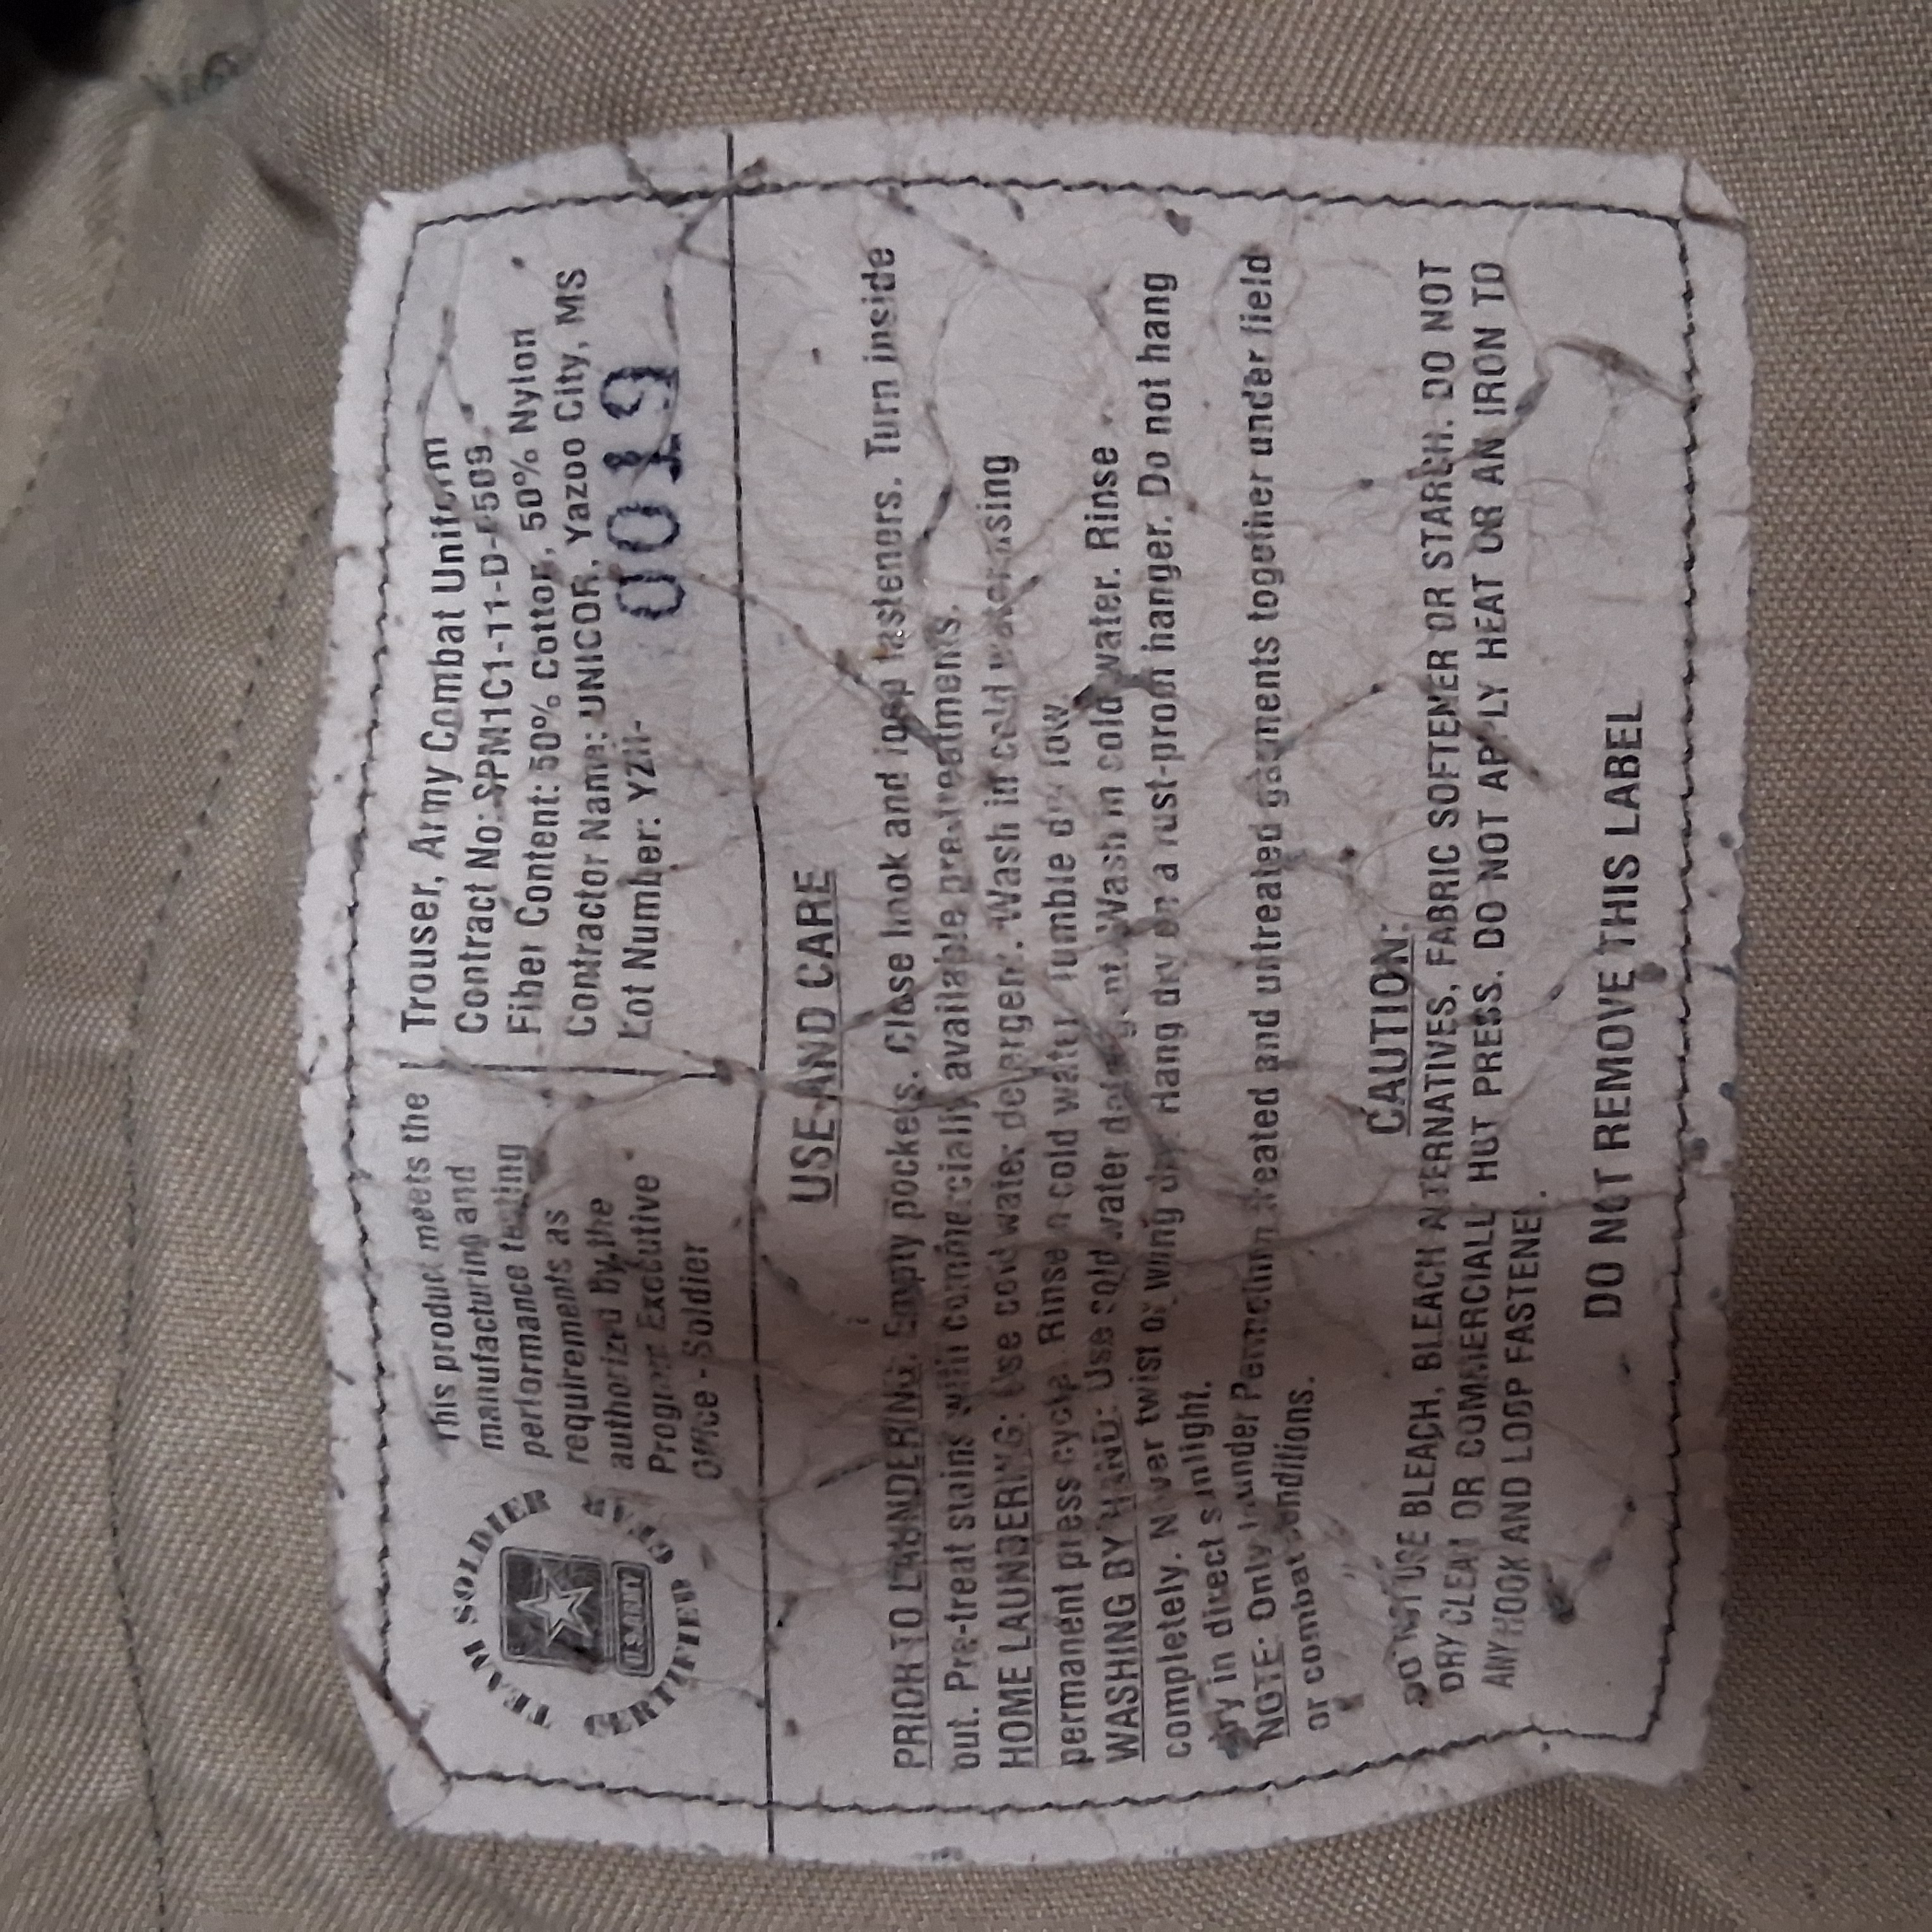 TEAM SOLDIER
CERTIFIED GEAR
U.S.ARMY
This product meets the
manufacturing and
performance testing
requirements as
authorized by the
Program Executive
Office - Soldier
Trouser, Army Combat Uniform
Contract No: SPM1C1-11-D-
Fiber Content: 50% Cotton, 50% Nylon
Contractor Name: UNICOR, Yazoo City, MS
Lot Number: YZII-
0019
USE AND CARE
PRIOR TO LAUNDERING: Empty pockets. Close hook and loop fasteners. Turn inside
out. Pre-treat stains with commercially available pretreatments.
HOME LAUNDERING: Use cold water detergent. Wash in cold water using
permanent press cycle. Rinse in cold water. Tumble dry low.
WASHING BY HAND: Use cold water detergent. Wash in cold water. Rinse
completely. Never twist or wring dry. Hang dry on a rust-proof hanger. Do not hang
dry in direct sunlight.
NOTE: Only launder Permethrin treated and untreated garments together under field
or combat conditions.
CAUTION:
DO NOT USE BLEACH, BLEACH ALTERNATIVES, FABRIC SOFTENER OR STARCH. DO NOT
DRY CLEAN OR COMMERCIALLY HOT PRESS. DO NOT APPLY HEAT OR AN IRON TO
ANY HOOK AND LOOP FASTENER.
DO NOT REMOVE THIS LABEL